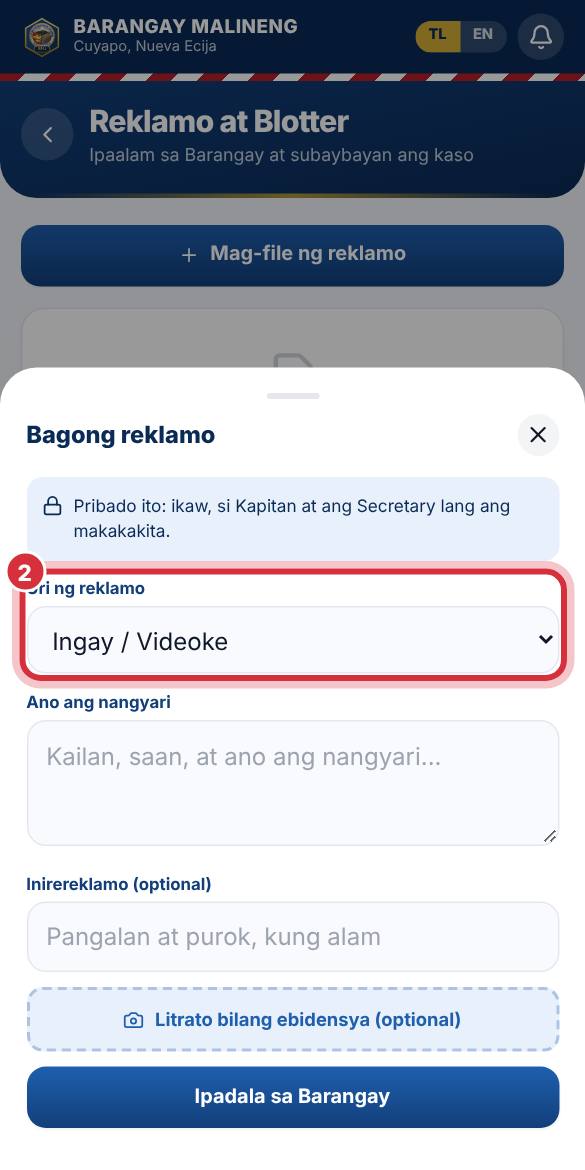 BARANGAY MALINENG
Cuyapo, Nueva Ecija
TL EN
Reklamo at Blotter
Ipaalam sa Barangay at subaybayan ang kaso
+ Mag-file ng reklamo
Bagong reklamo
Pribado ito: ikaw, si Kapitan at ang Secretary lang ang
makakakita.
2
Uri ng reklamo
Ingay / Videoke
Ano ang nangyari
Kailan, saan, at ano ang nangyari...
Inirereklamo (optional)
Pangalan at purok, kung alam
Litrato bilang ebidensya (optional)
Ipadala sa Barangay